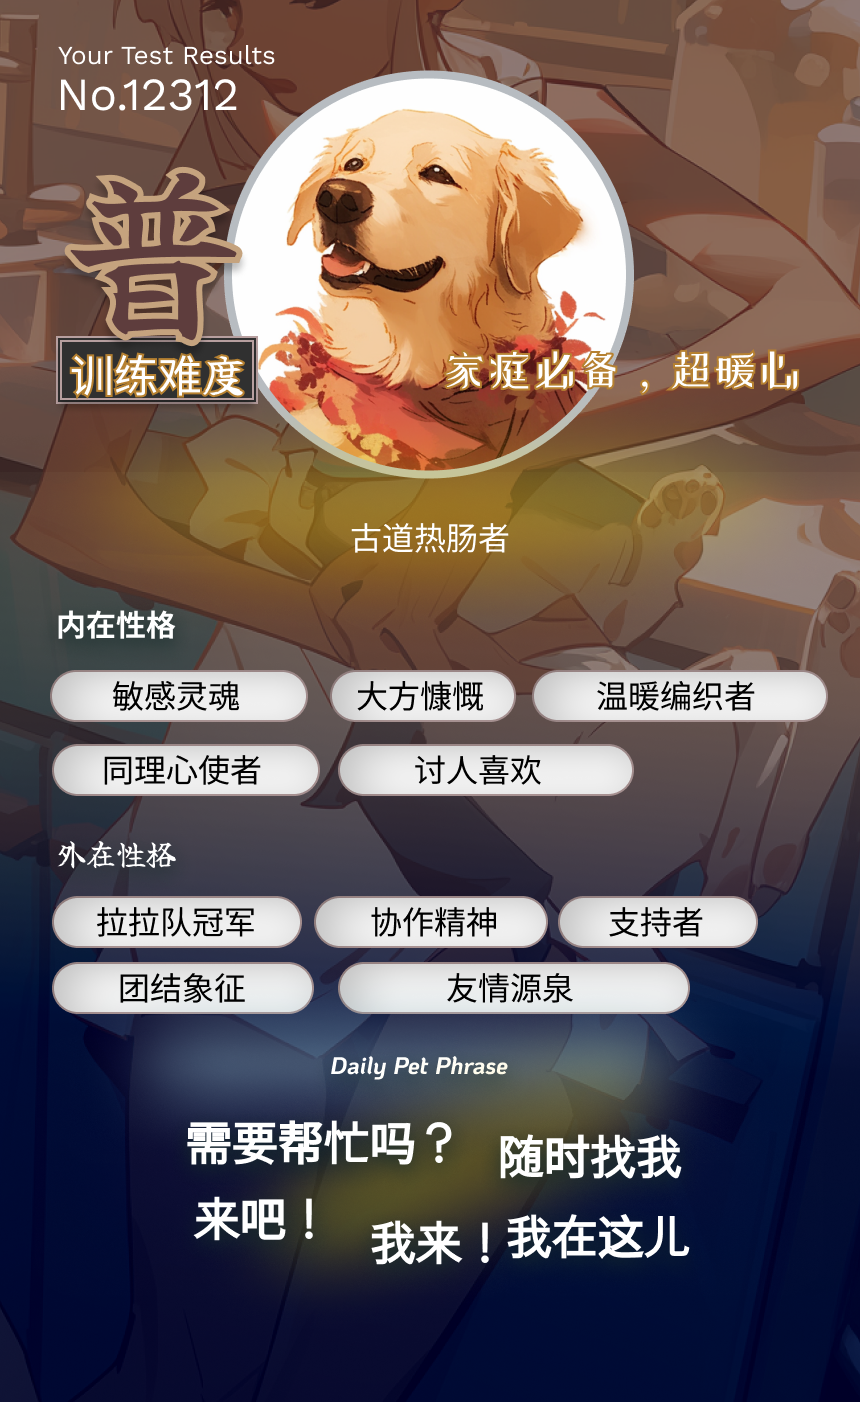 Your Test Results
No.12312
普
训练难度
家庭必备，超暖心
古道热肠者
内在性格
敏感灵魂 大方慷慨 温暖编织者
同理心使者 讨人喜欢
外在性格
拉拉队冠军 协作精神 支持者
团结象征 友情源泉
Daily Pet Phrase
需要帮忙吗？ 随时找我
来吧！ 我来！我在这儿